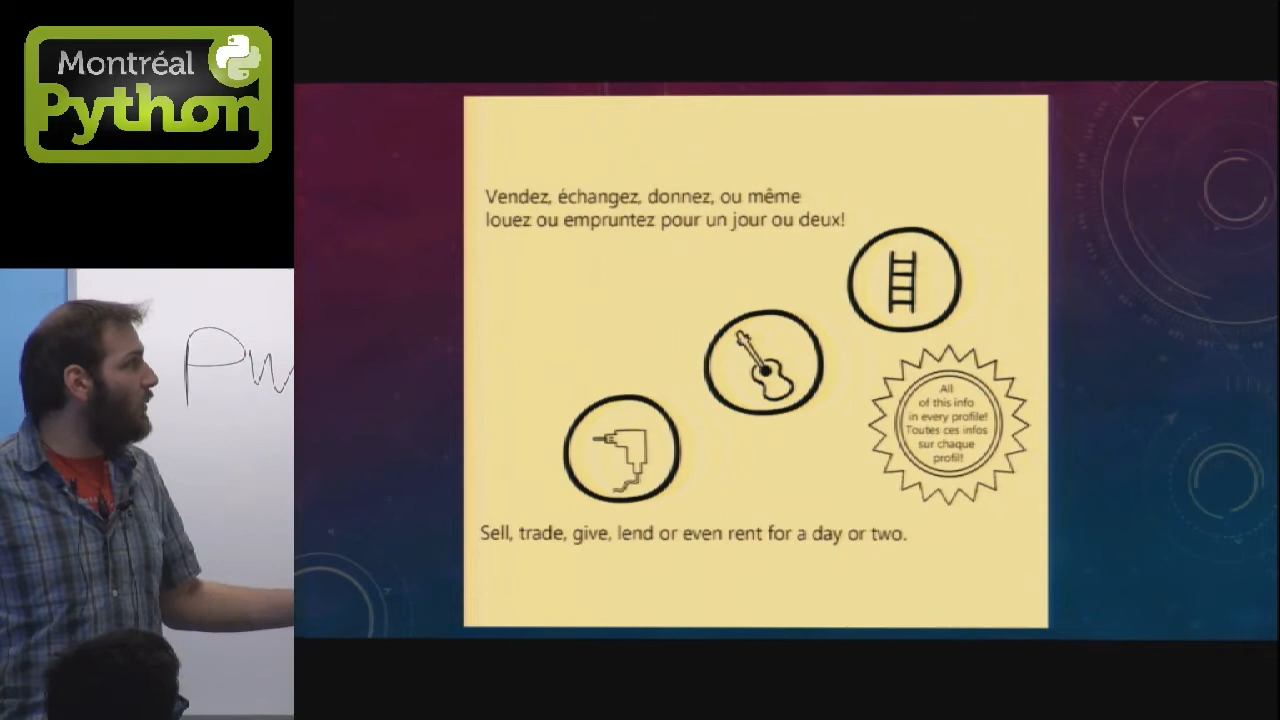 Montréal
Python
PW
Vendez, échangez, donnez, ou même
louez ou empruntez pour un jour ou deux!
All
of this info
in every profile!
Toutes ces infos
sur chaque
profil!
Sell, trade, give, lend or even rent for a day or two.